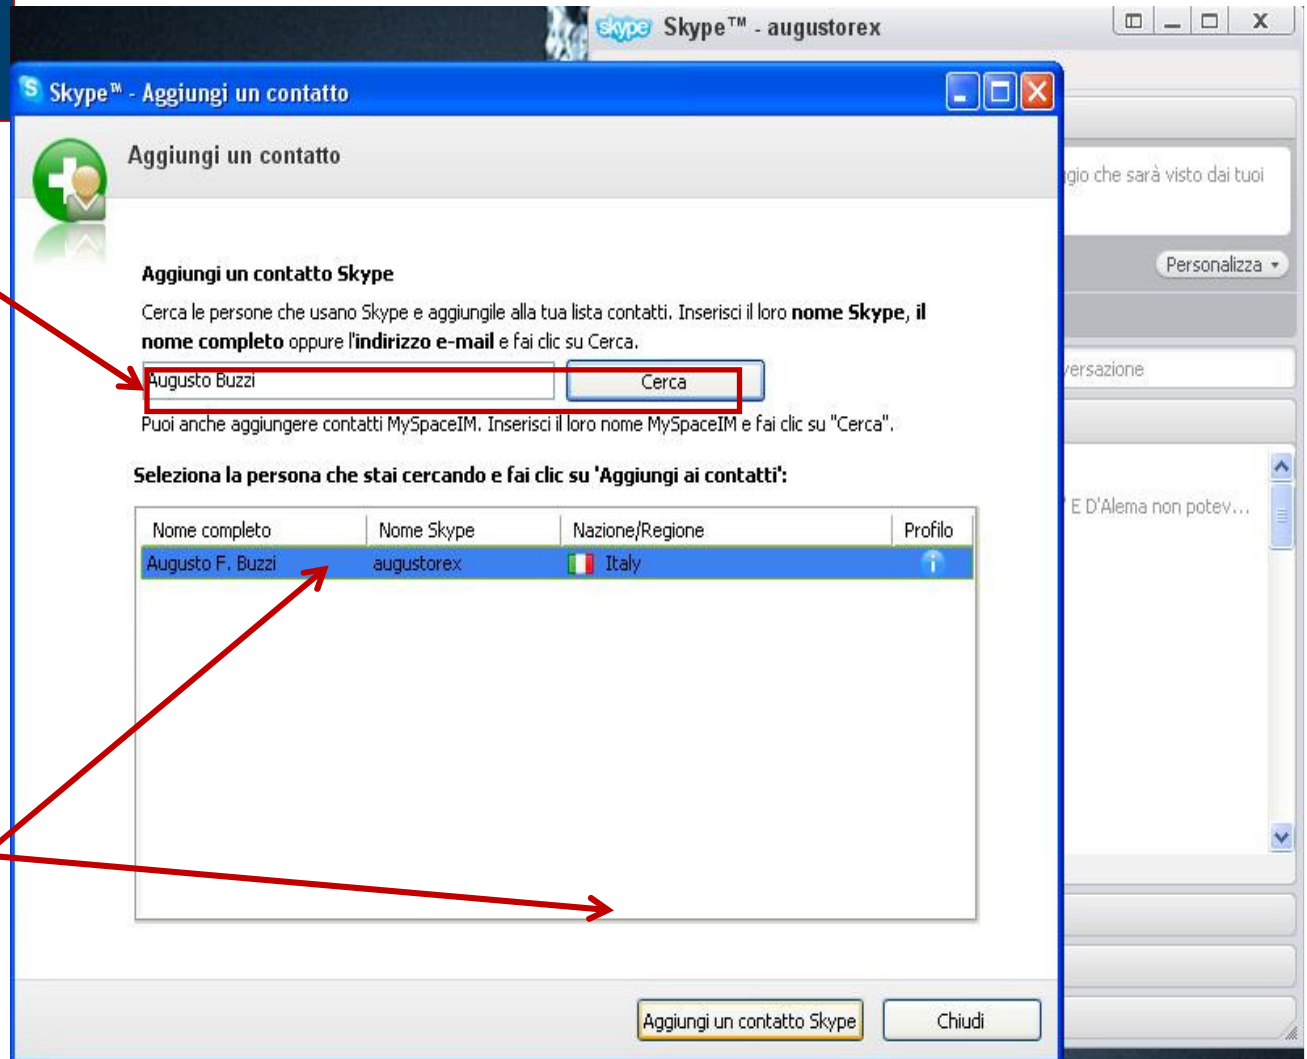 skype Skype™ - augustorex
S Skype™ - Aggiungi un contatto
Aggiungi un contatto
Aggiungi un contatto Skype
Cerca le persone che usano Skype e aggiungile alla tua lista contatti. Inserisci il loro nome Skype, il
nome completo oppure l'indirizzo e-mail e fai clic su Cerca.
Augusto Buzzi
Cerca
Puoi anche aggiungere contatti MySpaceIM. Inserisci il loro nome MySpaceIM e fai clic su "Cerca".
Seleziona la persona che stai cercando e fai clic su 'Aggiungi ai contatti':
Nome completo Nome Skype Nazione/Regione Profilo
Augusto F. Buzzi augustorex Italy
Aggiungi un contatto Skype
Chiudi
che sarà visto dai tuoi
Personalizza
E D'Alema non potev...